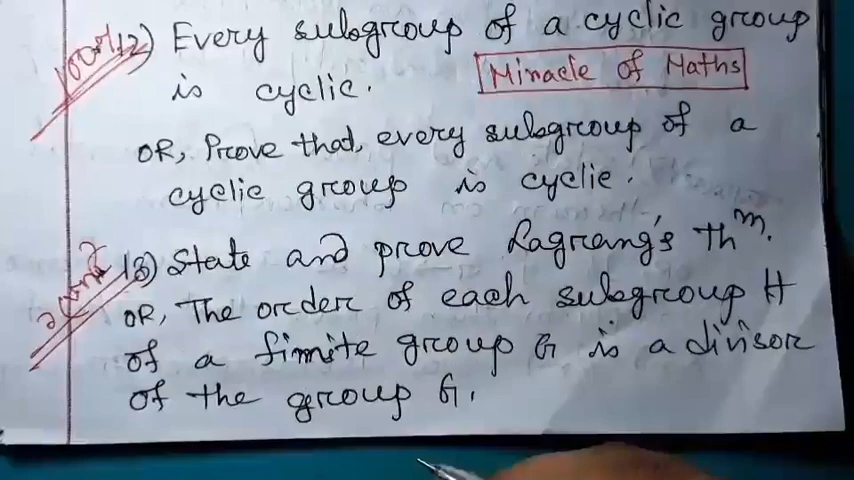 100% 12) Every subgroup of a cyclic group
is cyclic.
Miracle of Maths
OR, Prove that, every subgroup of a
cyclic group is cyclic.
13) State and prove Lagrang's Thm.
OR, The order of each subgroup H
of a finite group G is a divisor
of the group G.